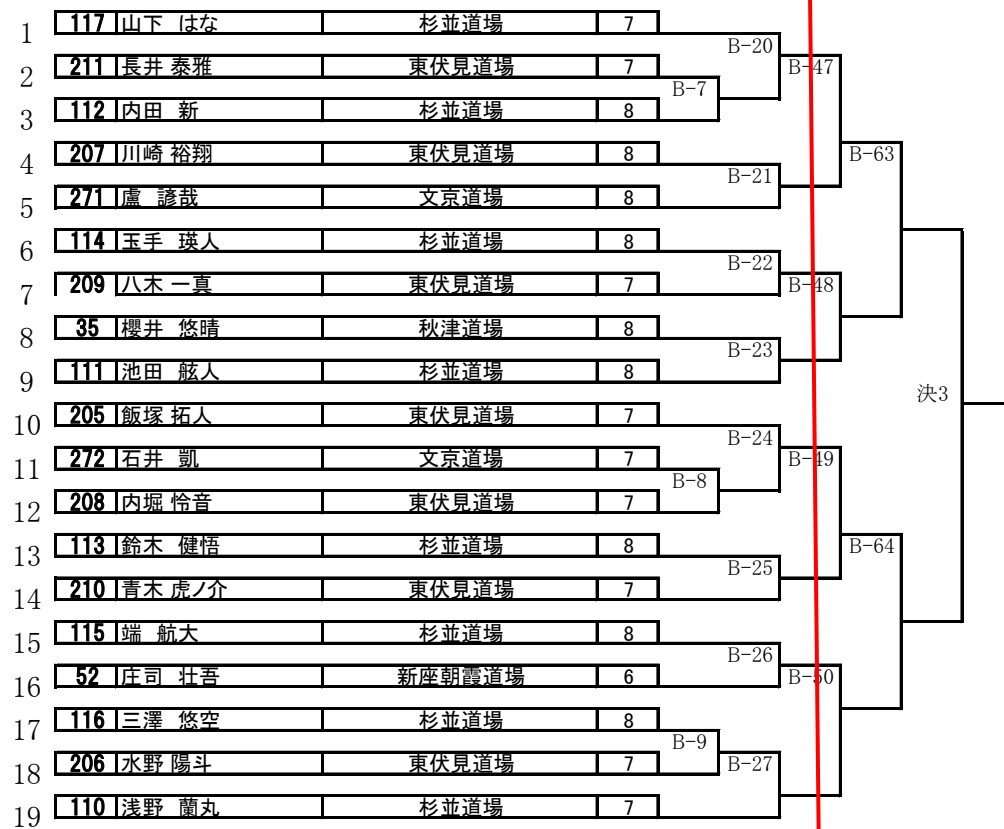 1 117 山下 はな 杉並道場 7
B-20
2 211 長井 泰雅 東伏見道場 7
B-47
B-7
3 112 内田 新 杉並道場 8
4 207 川崎 裕翔 東伏見道場 8
B-63
B-21
5 271 盧 諺哉 文京道場 8
6 114 玉手 瑛人 杉並道場 8
B-22
7 209 八木 一真 東伏見道場 7
B-48
8 35 櫻井 悠晴 秋津道場 8
B-23
9 111 池田 舷人 杉並道場 8
決3
10 205 飯塚 拓人 東伏見道場 7
B-24
11 272 石井 凱 文京道場 7
B-49
B-8
12 208 内堀 怜音 東伏見道場 7
13 113 鈴木 健悟 杉並道場 8
B-64
B-25
14 210 青木 虎ノ介 東伏見道場 7
15 115 端 航大 杉並道場 8
B-26
16 52 庄司 壮吾 新座朝霞道場 6
B-50
17 116 三澤 悠空 杉並道場 8
B-9
18 206 水野 陽斗 東伏見道場 7
B-27
19 110 浅野 蘭丸 杉並道場 7